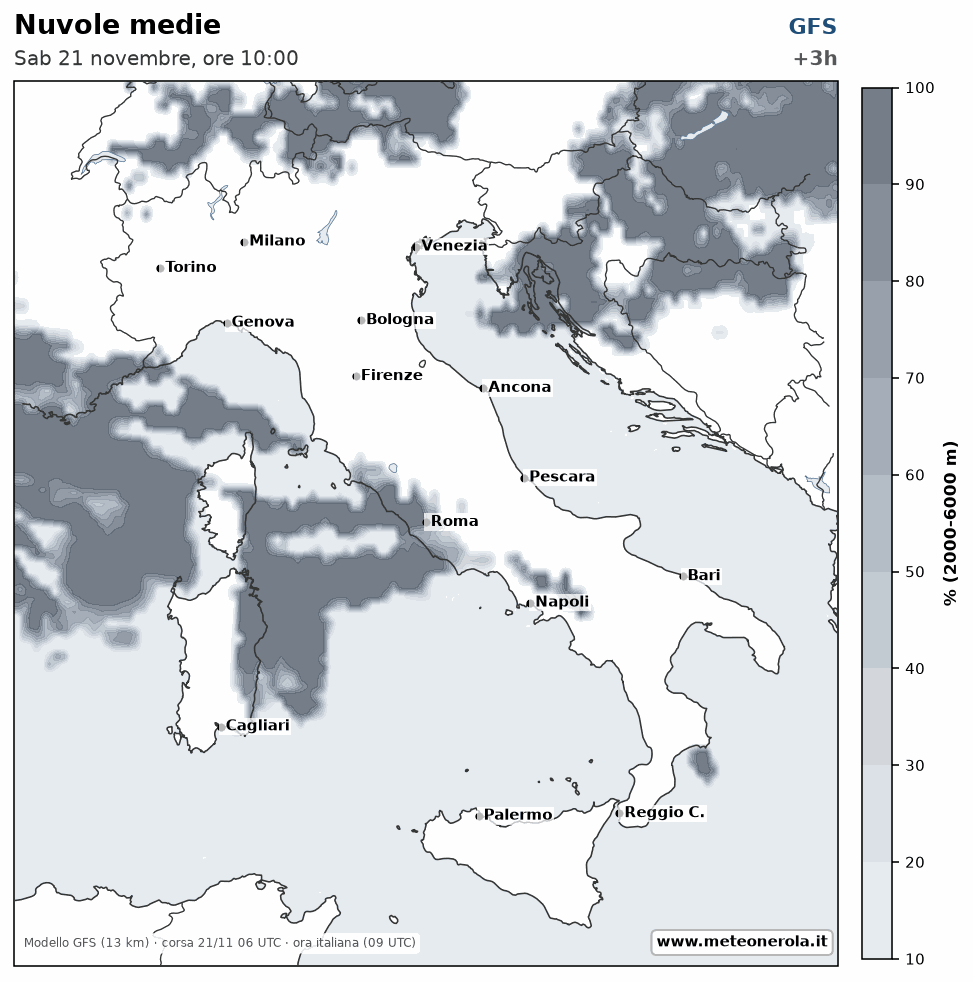 Nuvole medie
GFS
Sab 21 novembre, ore 10:00
+3h
100
90
80
70
60
50
40
30
20
10
% (2000-6000 m)
Milano
Venezia
Torino
Genova
Bologna
Firenze
Ancona
Pescara
Roma
Bari
Napoli
Cagliari
Palermo
Reggio C.
Modello GFS (13 km) · corsa 21/11 06 UTC · ora italiana (09 UTC)
www.meteonerola.it